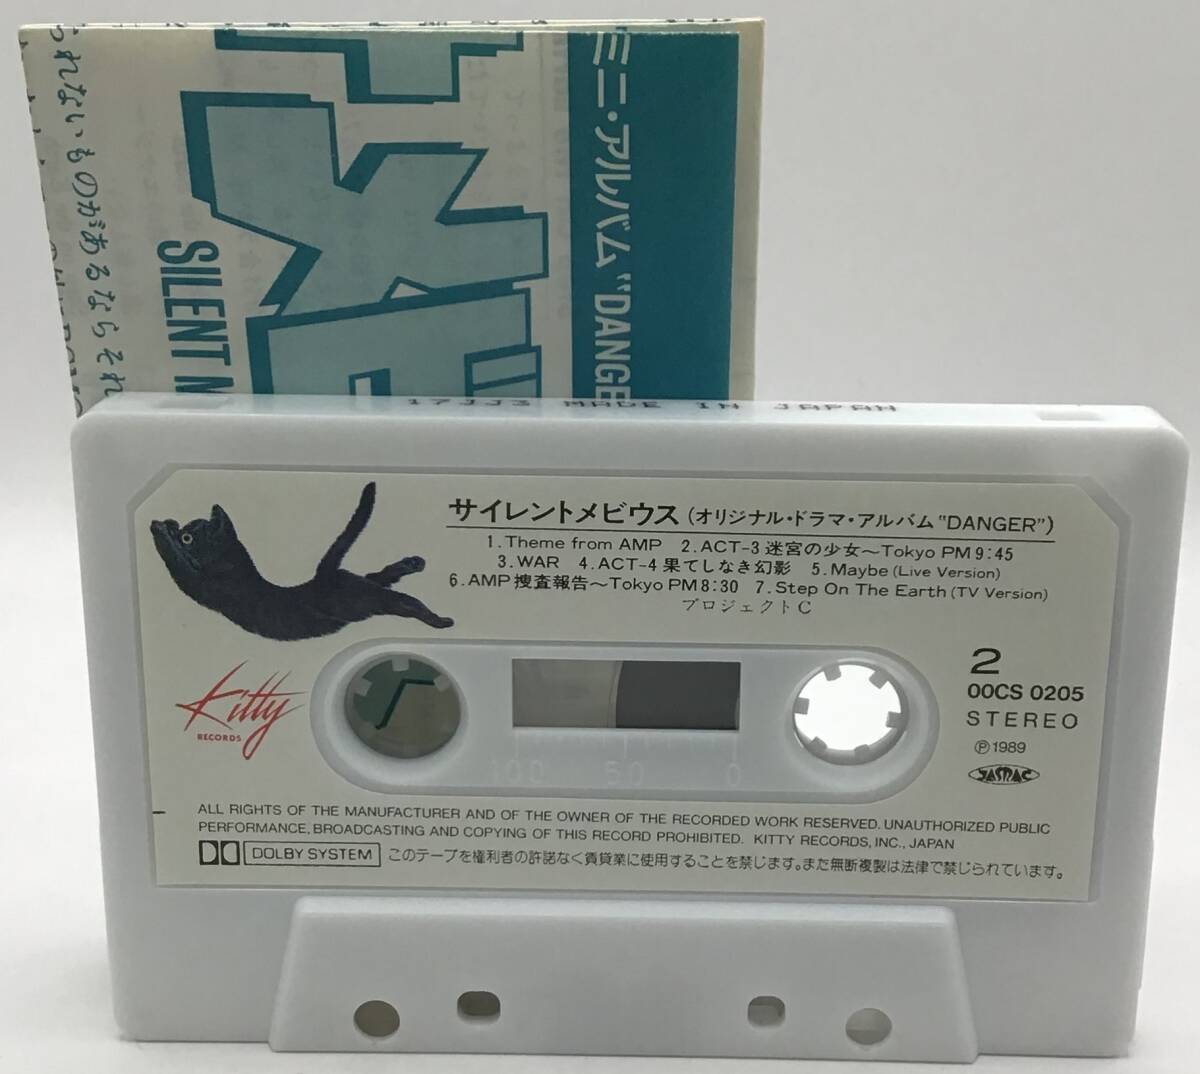 られないものがあるならそれ
SILENT M
ミニ・アルバム“DANGE
17JJ3 MADE IN JAPAN
サイレントメビウス(オリジナル・ドラマ・アルバム"DANGER")
1.Theme from AMP 2.ACT-3 迷宮の少女～Tokyo PM 9:45
3.WAR 4.ACT-4 果てしなき幻影 5.Maybe (Live Version)
6.AMP 捜査報告～Tokyo PM 8:30 7.Step On The Earth (TV Version)
プロジェクトC
Kitty
RECORDS
2
00CS 0205
STEREO
Ⓟ1989
JASRAC
100 50 0
ALL RIGHTS OF THE MANUFACTURER AND OF THE OWNER OF THE RECORDED WORK RESERVED. UNAUTHORIZED PUBLIC
PERFORMANCE, BROADCASTING AND COPYING OF THIS RECORD PROHIBITED. KITTY RECORDS, INC., JAPAN
DOLBY SYSTEM このテープを権利者の許諾なく賃貸業に使用することを禁じます。また無断複製は法律で禁じられています。